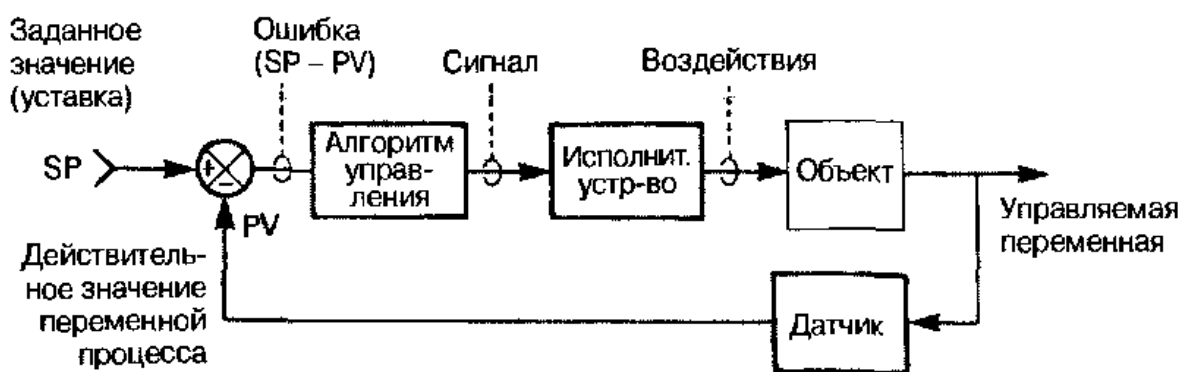 Заданное
значение
(уставка)
Ошибка
(SP – PV)
Сигнал
Воздействия
SP
+
–
Алгоритм
управ-
ления
Исполнит.
устр-во
Объект
PV
Управляемая
переменная
Действитель-
ное значение
переменной
процесса
Датчик